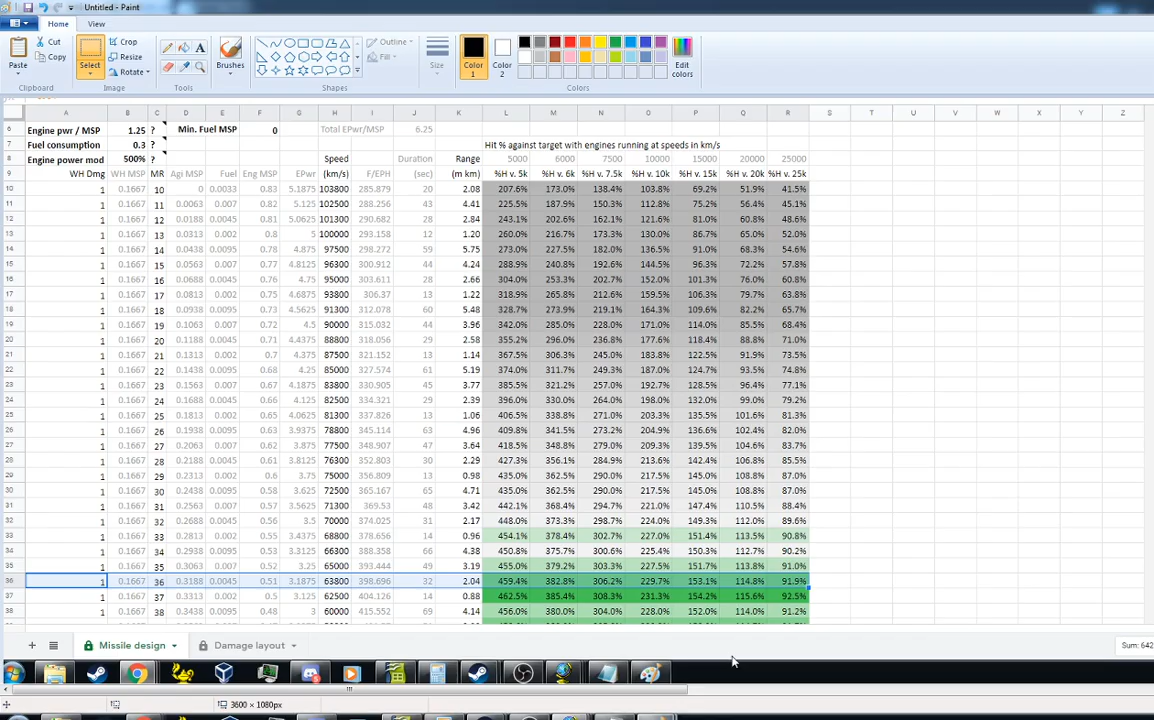 Untitled - Paint
Home View
Paste Cut Copy
Select Crop Resize Rotate
Brushes
Outline Fill
Size
Color 1
Color 2
Edit colors
Clipboard Image Tools Shapes Colors
A B C D E F G H I J K L M N O P Q R S T U V W X Y Z
6 Engine pwr / MSP 1.25 ? Min. Fuel MSP 0 Total EPwr/MSP 6.25
7 Fuel consumption 0.3 ? Hit % against target with engines running at speeds in km/s
8 Engine power mod 500% ? Speed Duration Range 5000 6000 7500 10000 15000 20000 25000
9 WH Dmg WH MSP MR Agi MSP Fuel Eng MSP EPwr (km/s) F/EPH (sec) (m km) %H v. 5k %H v. 6k %H v. 7.5k %H v. 10k %H v. 15k %H v. 20k %H v. 25k
10 1 0.1667 10 0 0.0033 0.83 5.1875 103800 285.879 20 2.08 207.6% 173.0% 138.4% 103.8% 69.2% 51.9% 41.5%
11 1 0.1667 11 0.0063 0.007 0.82 5.125 102500 288.256 43 4.41 225.5% 187.9% 150.3% 112.8% 75.2% 56.4% 45.1%
12 1 0.1667 12 0.0188 0.0045 0.81 5.0625 101300 290.682 28 2.84 243.1% 202.6% 162.1% 121.6% 81.0% 60.8% 48.6%
13 1 0.1667 13 0.0313 0.002 0.8 5 100000 293.158 12 1.20 260.0% 216.7% 173.3% 130.0% 86.7% 65.0% 52.0%
14 1 0.1667 14 0.0438 0.0095 0.78 4.875 97500 298.272 59 5.75 273.0% 227.5% 182.0% 136.5% 91.0% 68.3% 54.6%
15 1 0.1667 15 0.0563 0.007 0.77 4.8125 96300 300.912 44 4.24 288.9% 240.8% 192.6% 144.5% 96.3% 72.2% 57.8%
16 1 0.1667 16 0.0688 0.0045 0.76 4.75 95000 303.611 28 2.66 304.0% 253.3% 202.7% 152.0% 101.3% 76.0% 60.8%
17 1 0.1667 17 0.0813 0.002 0.75 4.6875 93800 306.37 13 1.22 318.9% 265.8% 212.6% 159.5% 106.3% 79.7% 63.8%
18 1 0.1667 18 0.0938 0.0095 0.73 4.5625 91300 312.078 60 5.48 328.7% 273.9% 219.1% 164.3% 109.6% 82.2% 65.7%
19 1 0.1667 19 0.1063 0.007 0.72 4.5 90000 315.032 44 3.96 342.0% 285.0% 228.0% 171.0% 114.0% 85.5% 68.4%
20 1 0.1667 20 0.1188 0.0045 0.71 4.4375 88800 318.056 29 2.58 355.2% 296.0% 236.8% 177.6% 118.4% 88.8% 71.0%
21 1 0.1667 21 0.1313 0.002 0.7 4.375 87500 321.152 13 1.14 367.5% 306.3% 245.0% 183.8% 122.5% 91.9% 73.5%
22 1 0.1667 22 0.1438 0.0095 0.68 4.25 85000 327.574 61 5.19 374.0% 311.7% 249.3% 187.0% 124.7% 93.5% 74.8%
23 1 0.1667 23 0.1563 0.007 0.67 4.1875 83800 330.905 45 3.77 385.5% 321.2% 257.0% 192.7% 128.5% 96.4% 77.1%
24 1 0.1667 24 0.1688 0.0045 0.66 4.125 82500 334.321 29 2.39 396.0% 330.0% 264.0% 198.0% 132.0% 99.0% 79.2%
25 1 0.1667 25 0.1813 0.002 0.65 4.0625 81300 337.826 13 1.06 406.5% 338.8% 271.0% 203.3% 135.5% 101.6% 81.3%
26 1 0.1667 26 0.1938 0.0095 0.63 3.9375 78800 345.114 63 4.96 409.8% 341.5% 273.2% 204.9% 136.6% 102.4% 82.0%
27 1 0.1667 27 0.2063 0.007 0.62 3.8125 77500 348.907 47 3.64 418.5% 348.8% 279.0% 209.3% 139.5% 104.6% 83.7%
28 1 0.1667 28 0.2188 0.0045 0.61 3.8125 76300 352.803 30 2.29 427.3% 356.1% 284.9% 213.6% 142.4% 106.8% 85.5%
29 1 0.1667 29 0.2313 0.002 0.6 3.75 75000 356.809 13 0.98 435.0% 362.5% 290.0% 217.5% 145.0% 108.8% 87.0%
30 1 0.1667 30 0.2438 0.0095 0.58 3.625 72500 365.167 65 4.71 435.0% 362.5% 290.0% 217.5% 145.0% 108.8% 87.0%
31 1 0.1667 31 0.2563 0.007 0.57 3.5625 71300 369.53 48 3.42 442.1% 368.4% 294.7% 221.0% 147.4% 110.5% 88.4%
32 1 0.1667 32 0.2688 0.0045 0.56 3.5 70000 374.025 31 2.17 448.0% 373.3% 298.7% 224.0% 149.3% 112.0% 89.6%
33 1 0.1667 33 0.2813 0.002 0.55 3.4375 68800 378.656 14 0.96 454.1% 378.4% 302.7% 227.0% 151.4% 113.5% 90.8%
34 1 0.1667 34 0.2938 0.0095 0.53 3.3125 66300 388.358 66 4.38 450.8% 375.7% 300.6% 225.4% 150.3% 112.7% 90.2%
35 1 0.1667 35 0.3063 0.007 0.52 3.25 65000 393.444 49 3.19 455.0% 379.2% 303.3% 227.5% 151.7% 113.8% 91.0%
36 1 0.1667 36 0.3188 0.0045 0.51 3.1875 63800 398.696 32 2.04 459.4% 382.8% 306.2% 229.7% 153.1% 114.8% 91.9%
37 1 0.1667 37 0.3313 0.002 0.5 3.125 62500 404.126 14 0.88 462.5% 385.4% 308.3% 231.3% 154.2% 115.6% 92.5%
38 1 0.1667 38 0.3438 0.0095 0.48 3 60000 415.552 69 4.14 456.0% 380.0% 304.0% 228.0% 152.0% 114.0% 91.2%
Missile design Damage layout Sum: 642
3600 × 1080px